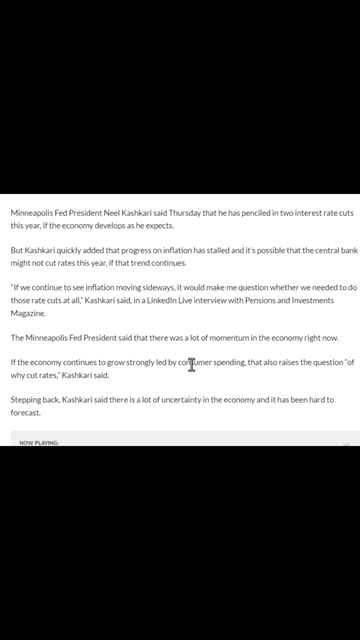 Minneapolis Fed President Neel Kashkari said Thursday that he has penciled in two interest rate cuts
this year, if the economy develops as he expects.
But Kashkari quickly added that progress on inflation has stalled and it's possible that the central bank
might not cut rates this year, if that trend continues.
"If we continue to see inflation moving sideways, it would make me question whether we needed to do
those rate cuts at all," Kashkari said, in a LinkedIn Live interview with Pensions and Investments
Magazine.
The Minneapolis Fed President said that there was a lot of momentum in the economy right now.
If the economy continues to grow strongly led by consumer spending, that also raises the question "of
why cut rates," Kashkari said.
Stepping back, Kashkari said there is a lot of uncertainty in the economy and it has been hard to
forecast.
NOW PLAYING: